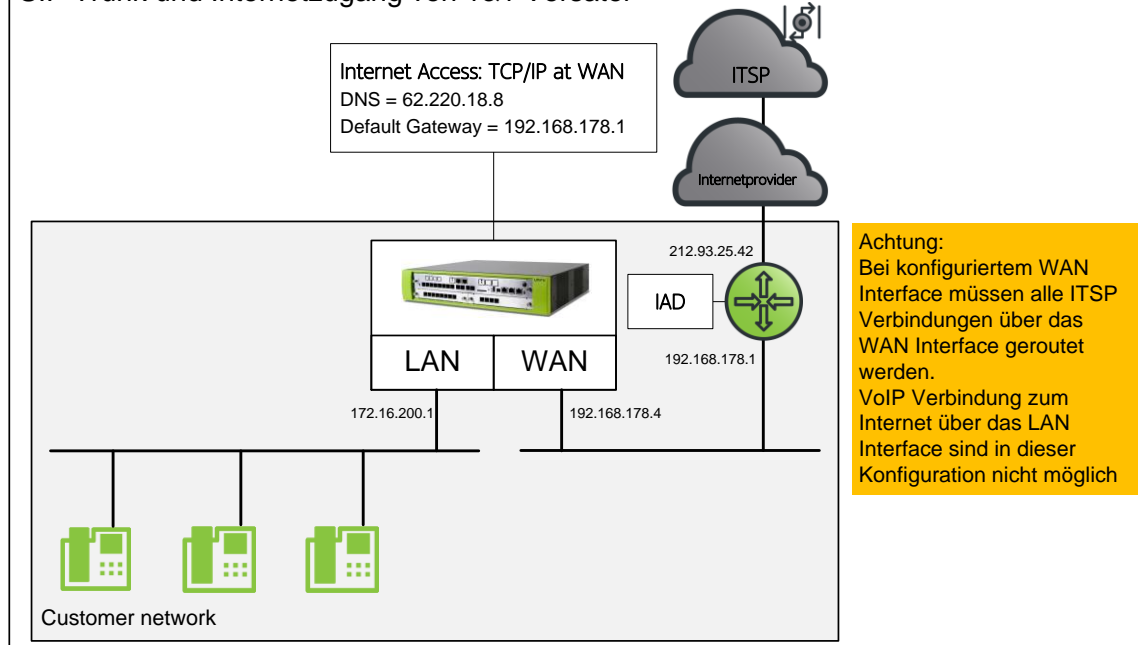 Internet Access: TCP/IP at WAN
DNS = 62.220.18.8
Default Gateway = 192.168.178.1
ITSP
Internetprovider
212.93.25.42
IAD
192.168.178.1
LAN
WAN
172.16.200.1
192.168.178.4
Customer network
Achtung:
Bei konfiguriertem WAN
Interface müssen alle ITSP
Verbindungen über das
WAN Interface geroutet
werden.
VoIP Verbindung zum
Internet über das LAN
Interface sind in dieser
Konfiguration nicht möglich